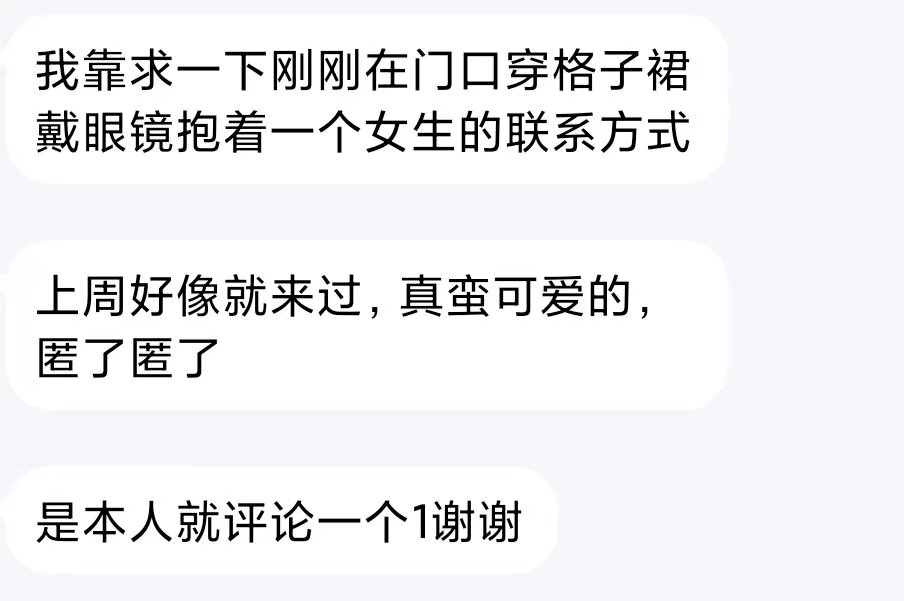 我靠求一下刚刚在门口穿格子裙
戴眼镜抱着一个女生的联系方式
上周好像就来过，真蛮可爱的，
匿了匿了
是本人就评论一个1谢谢